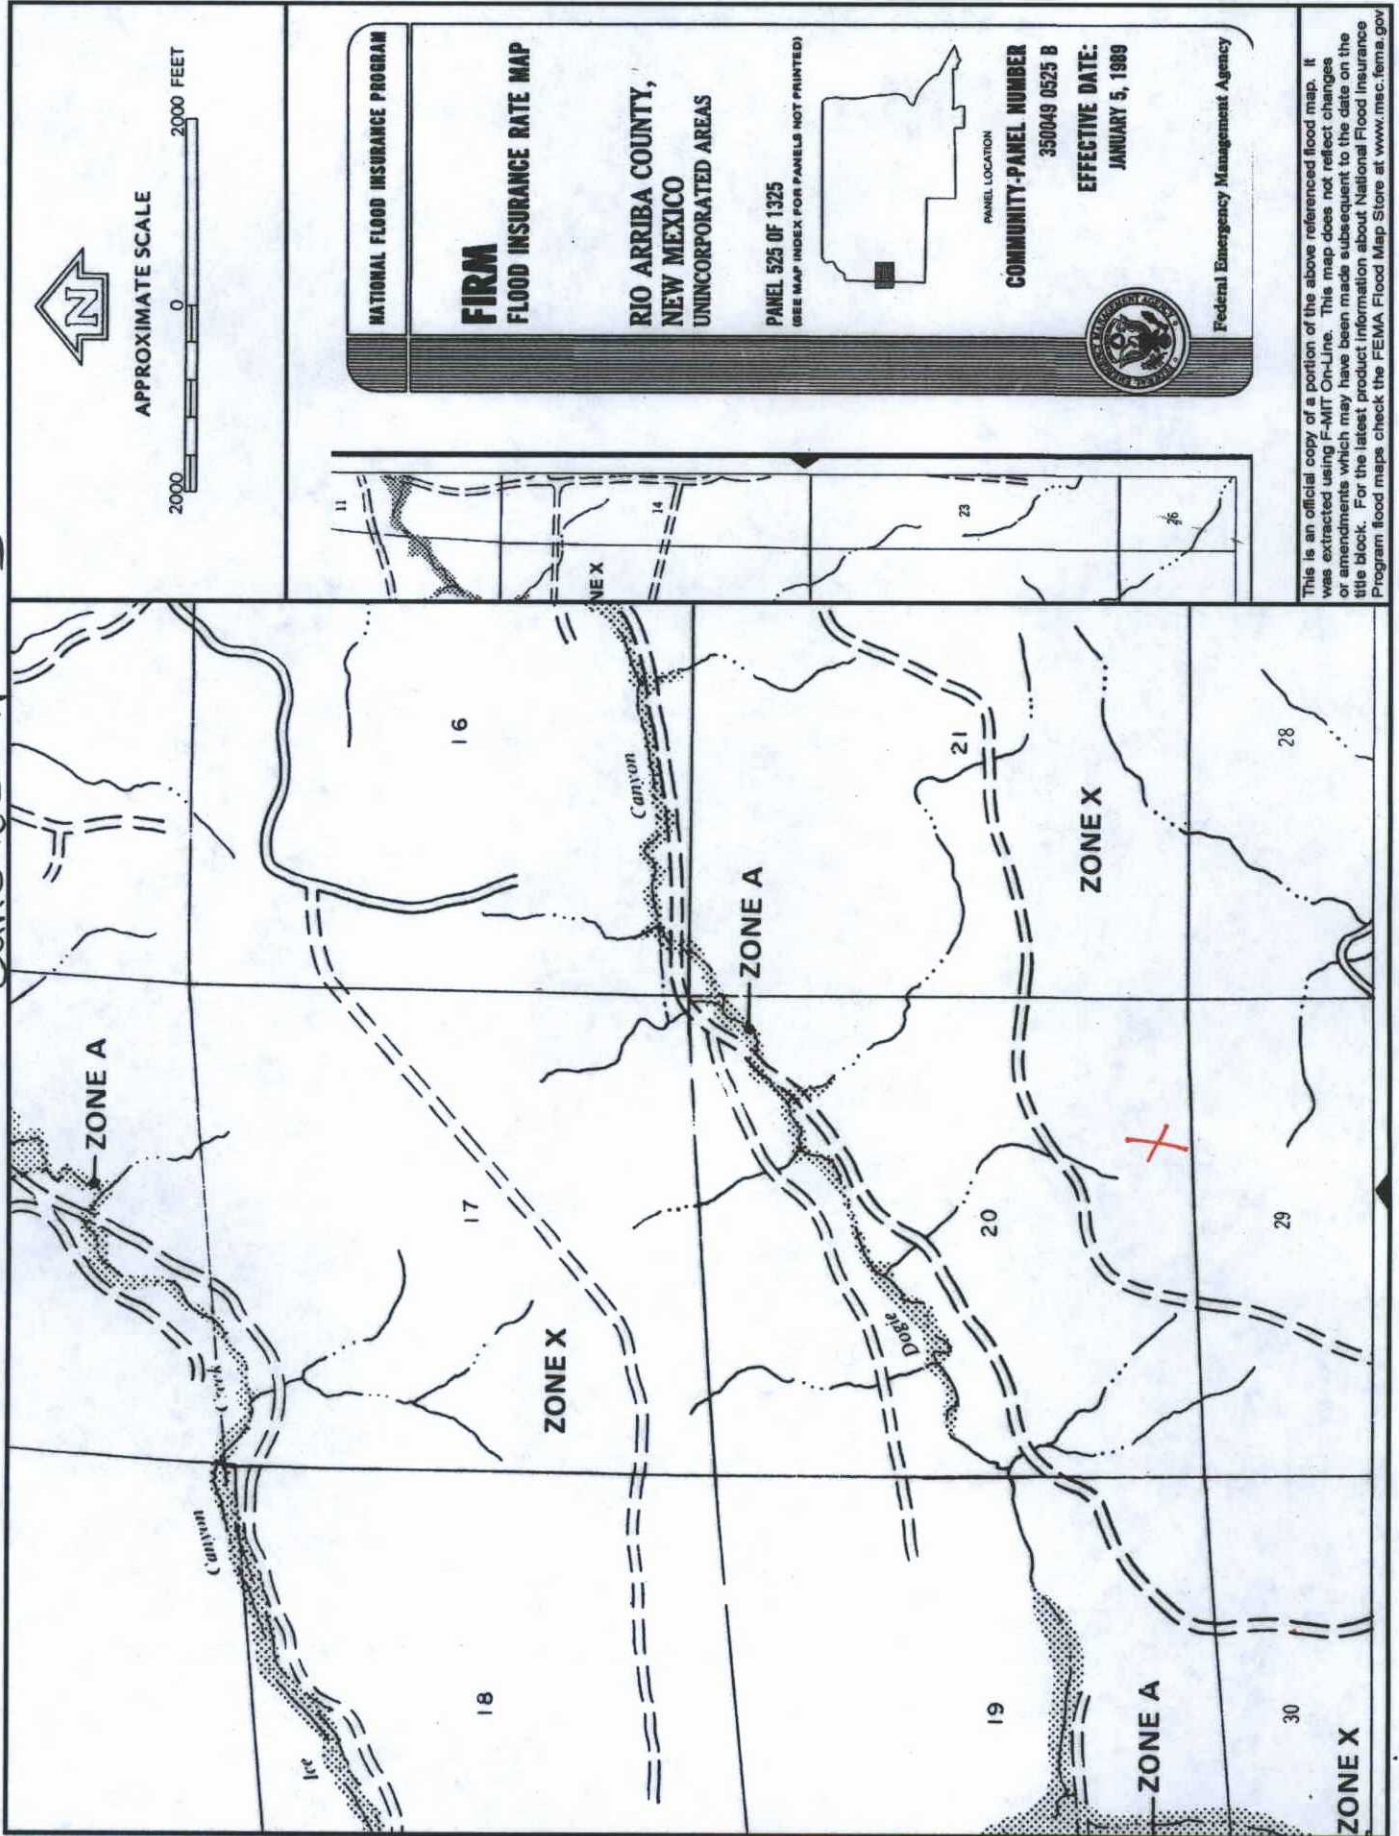 APPROXIMATE SCALE
2000 0 2000 FEET
NATIONAL FLOOD INSURANCE PROGRAM
FIRM
FLOOD INSURANCE RATE MAP
RIO ARRIBA COUNTY,
NEW MEXICO
UNINCORPORATED AREAS
PANEL 525 OF 1325
(SEE MAP INDEX FOR PANELS NOT PRINTED)
PANEL LOCATION
COMMUNITY-PANEL NUMBER
350049 0525 B
EFFECTIVE DATE:
JANUARY 5, 1989
Federal Emergency Management Agency
This is an official copy of a portion of the above referenced flood map. It
was extracted using F-MIT On-Line. This map does not reflect changes
or amendments which may have been made subsequent to the date on the
title block. For the latest product information about National Flood Insurance
Program flood maps check the FEMA Flood Map Store at www.msc.fema.gov
N
11
14
NE X
23
26
ZONE A
Creek
Canyon
Ice
16
17
18
ZONE X
Canyon
ZONE A
Dogie
21
20
19
ZONE X
ZONE A
28
29
30
ZONE X